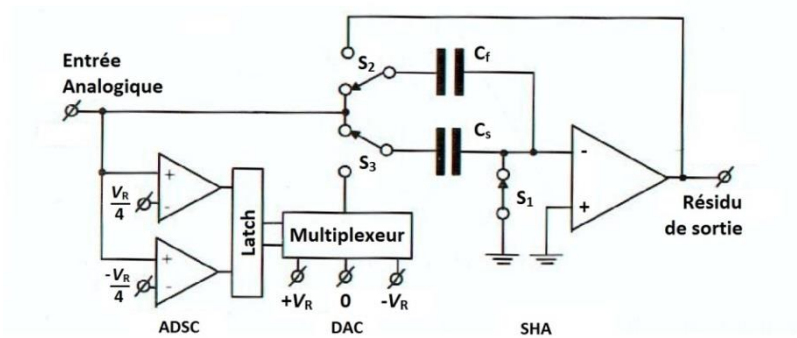 Entrée
Analogique
S2
Cf
Cs
S3
S1
+
-
VR
4
+
-
-VR
4
Latch
Multiplexeur
+VR
0
-VR
-
+
Résidu
de sortie
ADSC
DAC
SHA